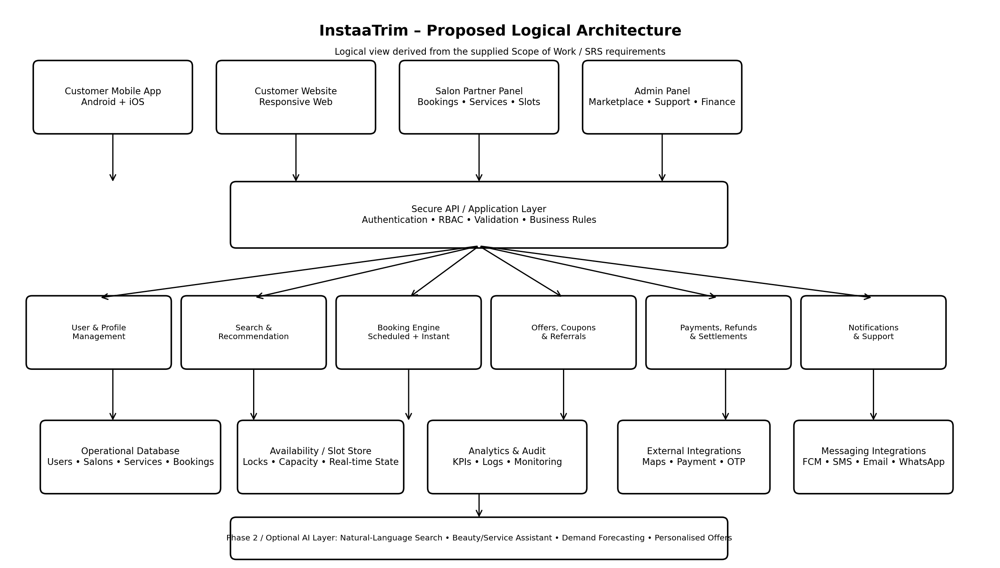 InstaaTrim – Proposed Logical Architecture
Logical view derived from the supplied Scope of Work / SRS requirements
Customer Mobile App
Android + iOS
Customer Website
Responsive Web
Salon Partner Panel
Bookings • Services • Slots
Admin Panel
Marketplace • Support • Finance
Secure API / Application Layer
Authentication • RBAC • Validation • Business Rules
User & Profile
Management
Search &
Recommendation
Booking Engine
Scheduled + Instant
Offers, Coupons
& Referrals
Payments, Refunds
& Settlements
Notifications
& Support
Operational Database
Users • Salons • Services • Bookings
Availability / Slot Store
Locks • Capacity • Real-time State
Analytics & Audit
KPIs • Logs • Monitoring
External Integrations
Maps • Payment • OTP
Messaging Integrations
FCM • SMS • Email • WhatsApp
Phase 2 / Optional AI Layer: Natural-Language Search • Beauty/Service Assistant • Demand Forecasting • Personalised Offers